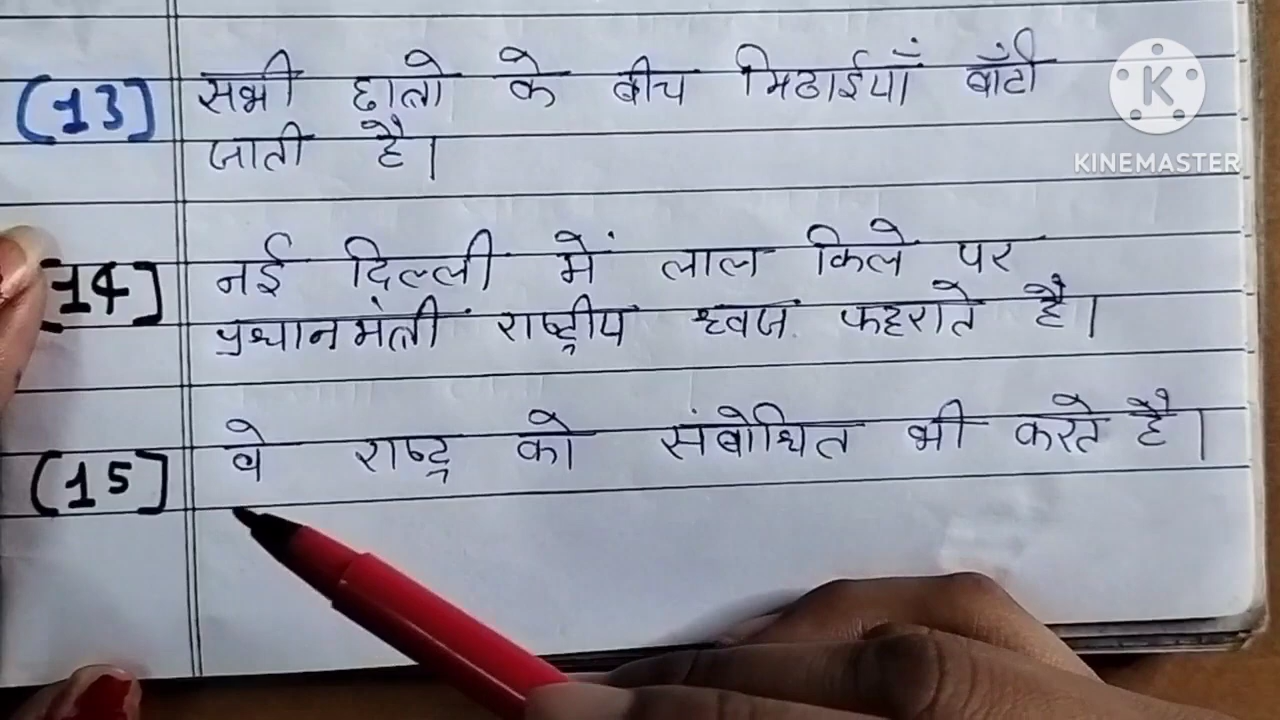 (13) सभी छात्रो के बीच मिठाईयाँ बाँटी
जाती है।
K
KINEMASTER
[14] नई दिल्ली में लाल किले पर
प्रधानमंत्री राष्ट्रीय ध्वज फहराते है।
(15] वे राष्ट्र को संबोधित भी करते है।